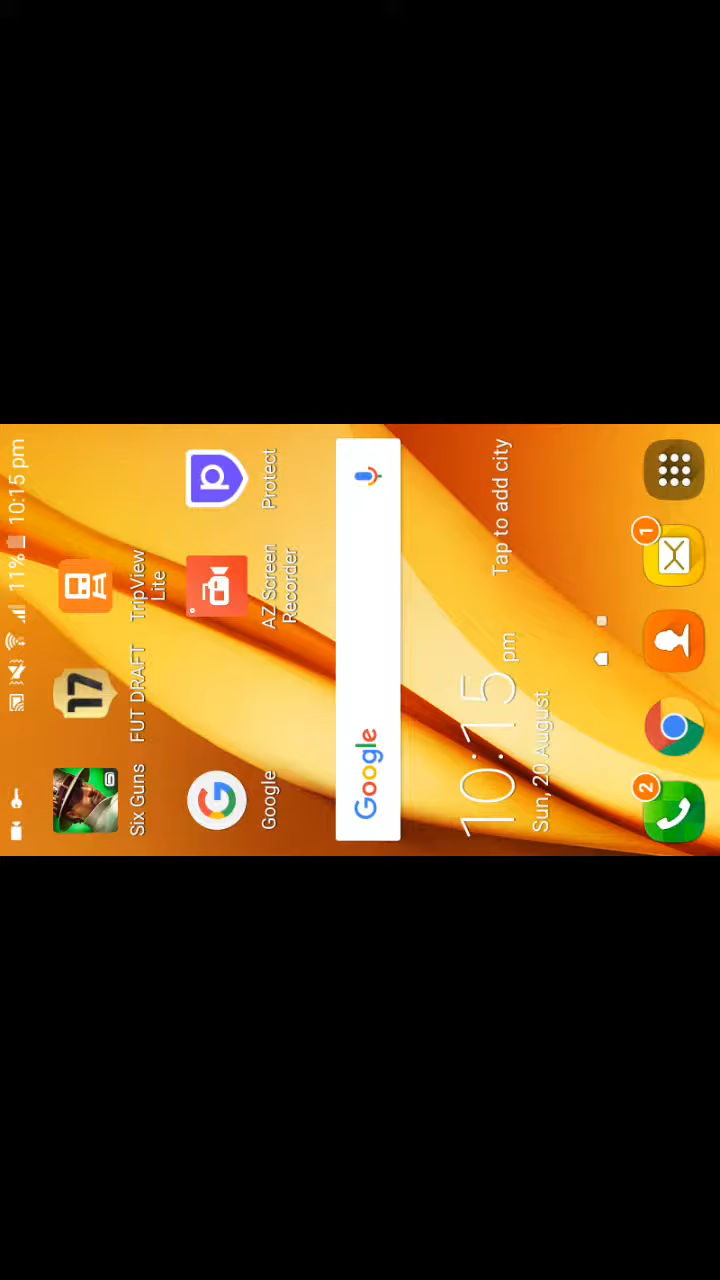 11% 10:15 pm
Six Guns
FUT DRAFT
17
TripView
Lite
Google
AZ Screen
Recorder
Protect
Google
10:15 pm
Tap to add city
Sun, 20 August
2
1